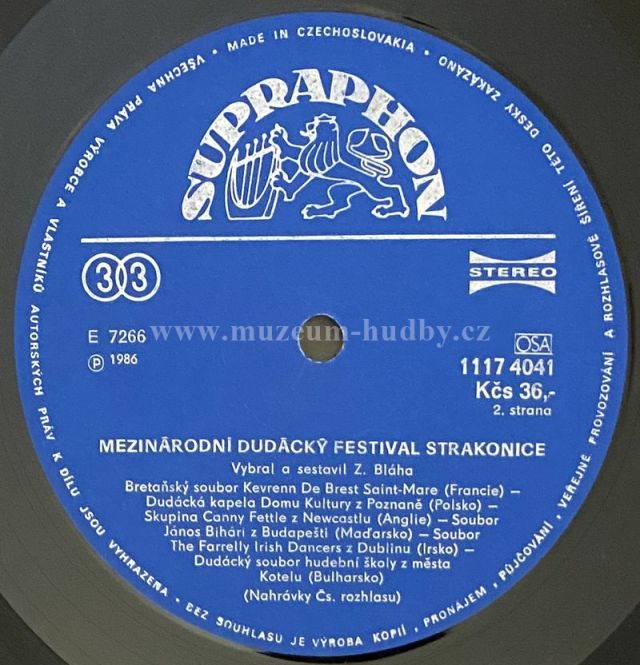 VŠECHNA PRÁVA VÝROBCE A VLASTNÍKŮ AUTORSKÝCH PRÁV K DÍLU JSOU VYHRAZENA • BEZ SOUHLASU JE VÝROBA KOPIÍ, PRONÁJEM, PŮJČOVÁNÍ, VEŘEJNÉ PROVOZOVÁNÍ A ROZHLASOVÉ ŠÍŘENÍ TÉTO DESKY ZAKÁZÁNO • MADE IN CZECHOSLOVAKIA •
SUPRAPHON
33
STEREO
www.muzeum-hudby.cz
E 7266
Ⓟ 1986
OSA
1117 4041
Kčs 36,-
2. strana
MEZINÁRODNÍ DUDÁCKÝ FESTIVAL STRAKONICE
Vybral a sestavil Z. Bláha
Bretaňský soubor Kevrenn De Brest Saint-Mare (Francie) –
Dudácká kapela Domu Kultury z Poznaně (Polsko) –
Skupina Canny Fettle z Newcastlu (Anglie) – Soubor
János Bihári z Budapešti (Maďarsko) – Soubor
The Farrelly Irish Dancers z Dublinu (Irsko) –
Dudácký soubor hudební školy z města
Kotelu (Bulharsko)
(Nahrávky Čs. rozhlasu)